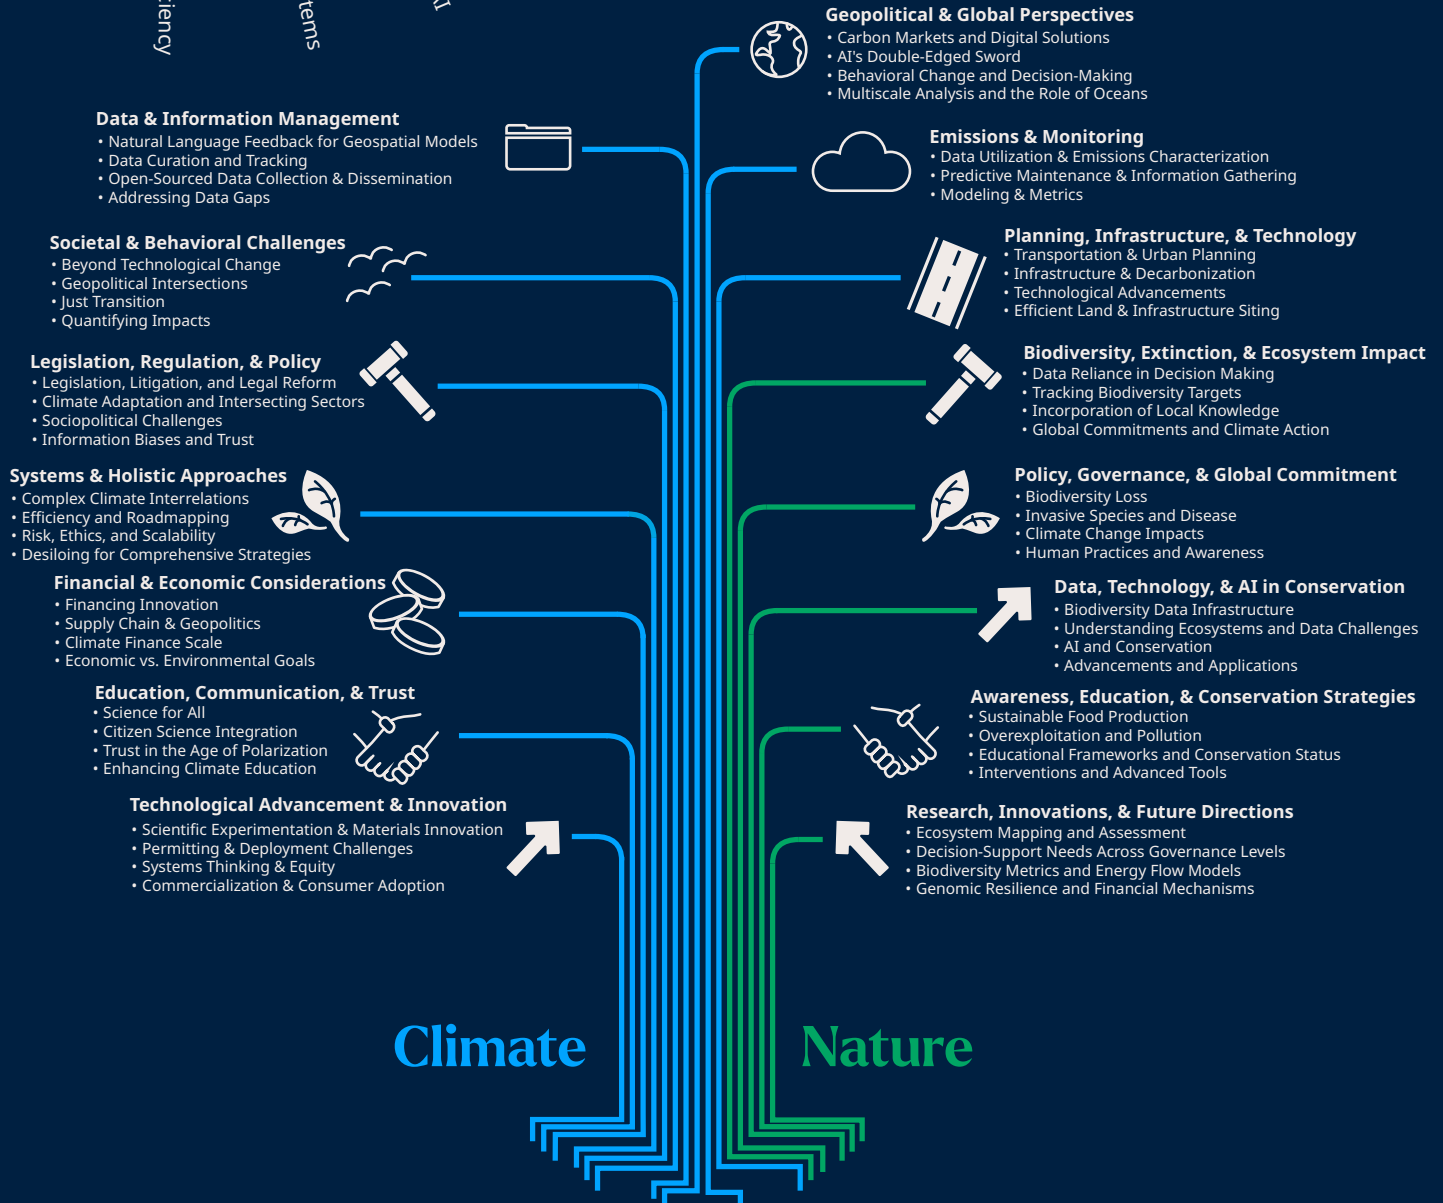 Geopolitical & Global Perspectives
• Carbon Markets and Digital Solutions
• AI's Double-Edged Sword
• Behavioral Change and Decision-Making
• Multiscale Analysis and the Role of Oceans
Data & Information Management
• Natural Language Feedback for Geospatial Models
• Data Curation and Tracking
• Open-Sourced Data Collection & Dissemination
• Addressing Data Gaps
Emissions & Monitoring
• Data Utilization & Emissions Characterization
• Predictive Maintenance & Information Gathering
• Modeling & Metrics
Societal & Behavioral Challenges
• Beyond Technological Change
• Geopolitical Intersections
• Just Transition
• Quantifying Impacts
Planning, Infrastructure, & Technology
• Transportation & Urban Planning
• Infrastructure & Decarbonization
• Technological Advancements
• Efficient Land & Infrastructure Siting
Legislation, Regulation, & Policy
• Legislation, Litigation, and Legal Reform
• Climate Adaptation and Intersecting Sectors
• Sociopolitical Challenges
• Information Biases and Trust
Biodiversity, Extinction, & Ecosystem Impact
• Data Reliance in Decision Making
• Tracking Biodiversity Targets
• Incorporation of Local Knowledge
• Global Commitments and Climate Action
Systems & Holistic Approaches
• Complex Climate Interrelations
• Efficiency and Roadmapping
• Risk, Ethics, and Scalability
• Desiloing for Comprehensive Strategies
Policy, Governance, & Global Commitment
• Biodiversity Loss
• Invasive Species and Disease
• Climate Change Impacts
• Human Practices and Awareness
Financial & Economic Considerations
• Financing Innovation
• Supply Chain & Geopolitics
• Climate Finance Scale
• Economic vs. Environmental Goals
Data, Technology, & AI in Conservation
• Biodiversity Data Infrastructure
• Understanding Ecosystems and Data Challenges
• AI and Conservation
• Advancements and Applications
Education, Communication, & Trust
• Science for All
• Citizen Science Integration
• Trust in the Age of Polarization
• Enhancing Climate Education
Awareness, Education, & Conservation Strategies
• Sustainable Food Production
• Overexploitation and Pollution
• Educational Frameworks and Conservation Status
• Interventions and Advanced Tools
Technological Advancement & Innovation
• Scientific Experimentation & Materials Innovation
• Permitting & Deployment Challenges
• Systems Thinking & Equity
• Commercialization & Consumer Adoption
Research, Innovations, & Future Directions
• Ecosystem Mapping and Assessment
• Decision-Support Needs Across Governance Levels
• Biodiversity Metrics and Energy Flow Models
• Genomic Resilience and Financial Mechanisms
Climate
Nature